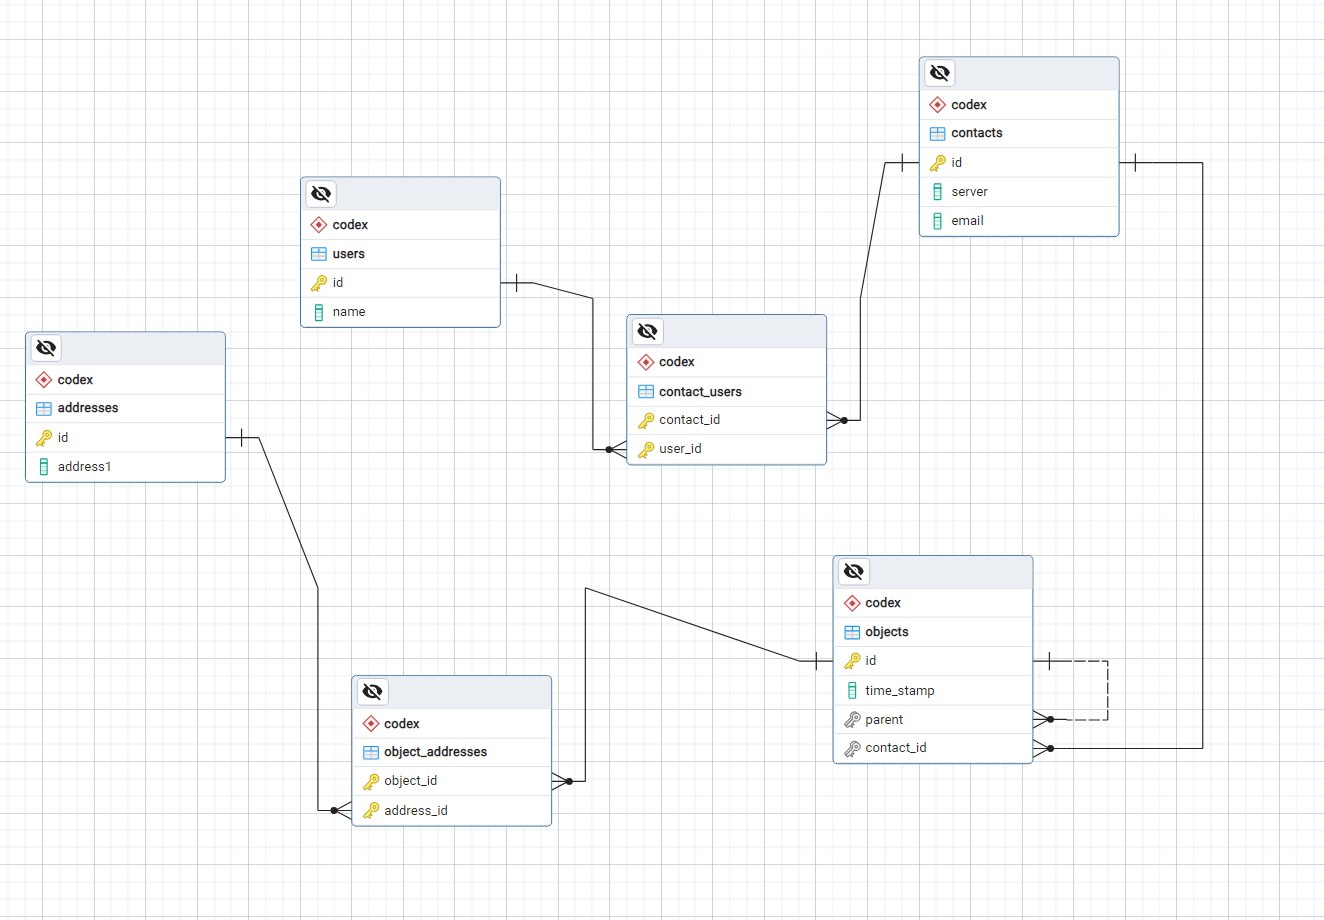 codex
contacts
id
server
email
codex
users
id
name
codex
contact_users
contact_id
user_id
codex
addresses
id
address1
codex
objects
id
time_stamp
parent
contact_id
codex
object_addresses
object_id
address_id